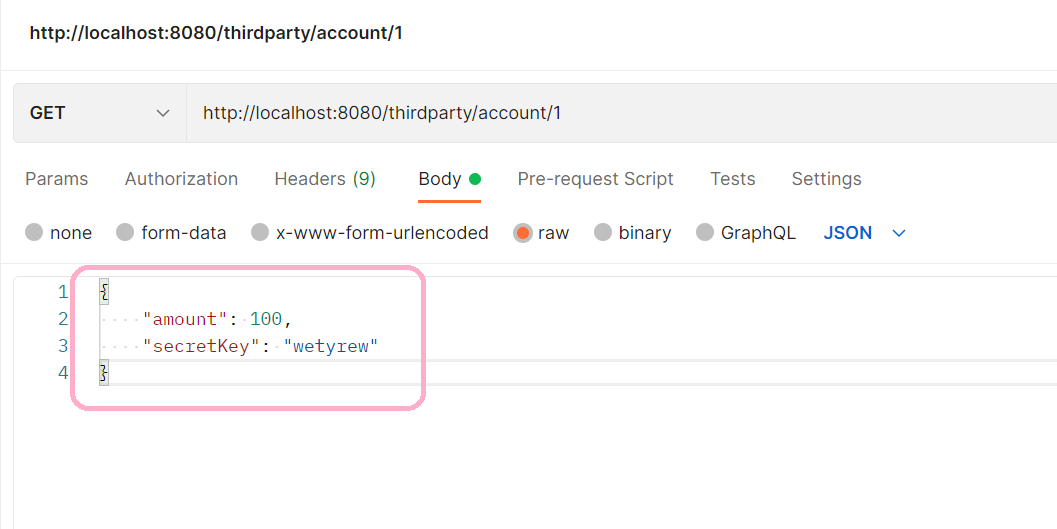 http://localhost:8080/thirdparty/account/1
GET http://localhost:8080/thirdparty/account/1
Params Authorization Headers (9) Body Pre-request Script Tests Settings
none form-data x-www-form-urlencoded raw binary GraphQL JSON
1 {
2 "amount": 100,
3 "secretKey": "wetyrew"
4 }